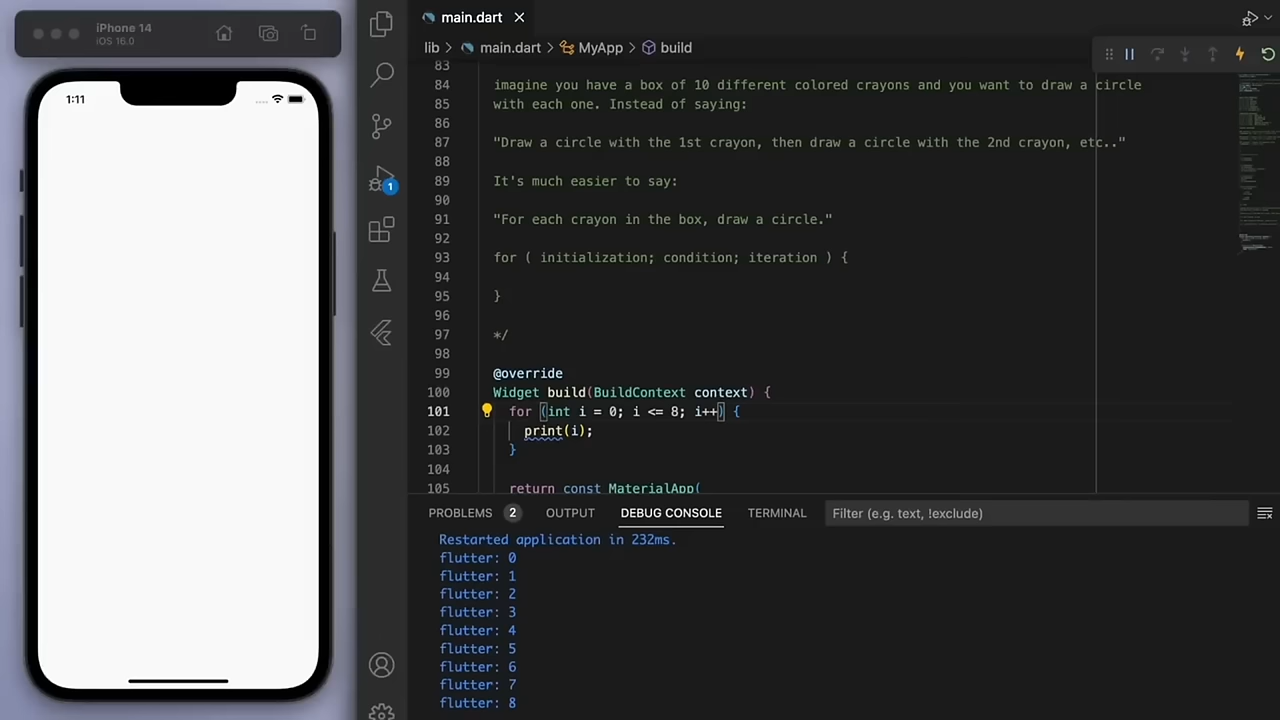 iPhone 14
iOS 16.0
1:11
main.dart
lib > main.dart > MyApp > build
1
83
84 imagine you have a box of 10 different colored crayons and you want to draw a circle
85 with each one. Instead of saying:
86
87 "Draw a circle with the 1st crayon, then draw a circle with the 2nd crayon, etc.."
88
89 It's much easier to say:
90
91 "For each crayon in the box, draw a circle."
92
93 for ( initialization; condition; iteration ) {
94
95 }
96
97 */
98
99 @override
100 Widget build(BuildContext context) {
101 for (int i = 0; i <= 8; i++) {
102 print(i);
103 }
104
105 return const MaterialApp(
PROBLEMS 2 OUTPUT DEBUG CONSOLE TERMINAL Filter (e.g. text, !exclude)
Restarted application in 232ms.
flutter: 0
flutter: 1
flutter: 2
flutter: 3
flutter: 4
flutter: 5
flutter: 6
flutter: 7
flutter: 8